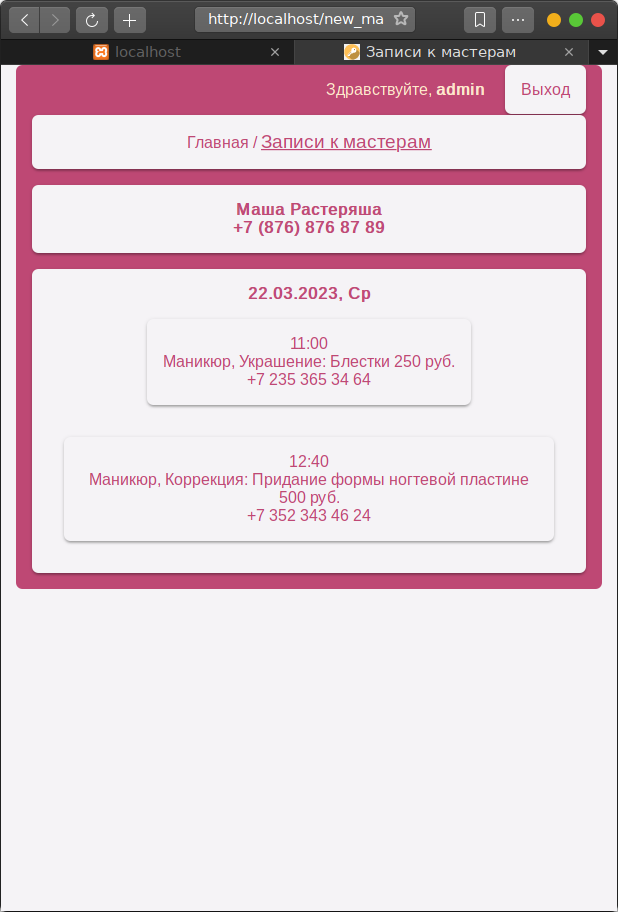 http://localhost/new_ma
localhost
Записи к мастерам
Здравствуйте, admin
Выход
Главная / Записи к мастерам
Маша Растеряша
+7 (876) 876 87 89
22.03.2023, Ср
11:00
Маникюр, Украшение: Блестки 250 руб.
+7 235 365 34 64
12:40
Маникюр, Коррекция: Придание формы ногтевой пластине
500 руб.
+7 352 343 46 24